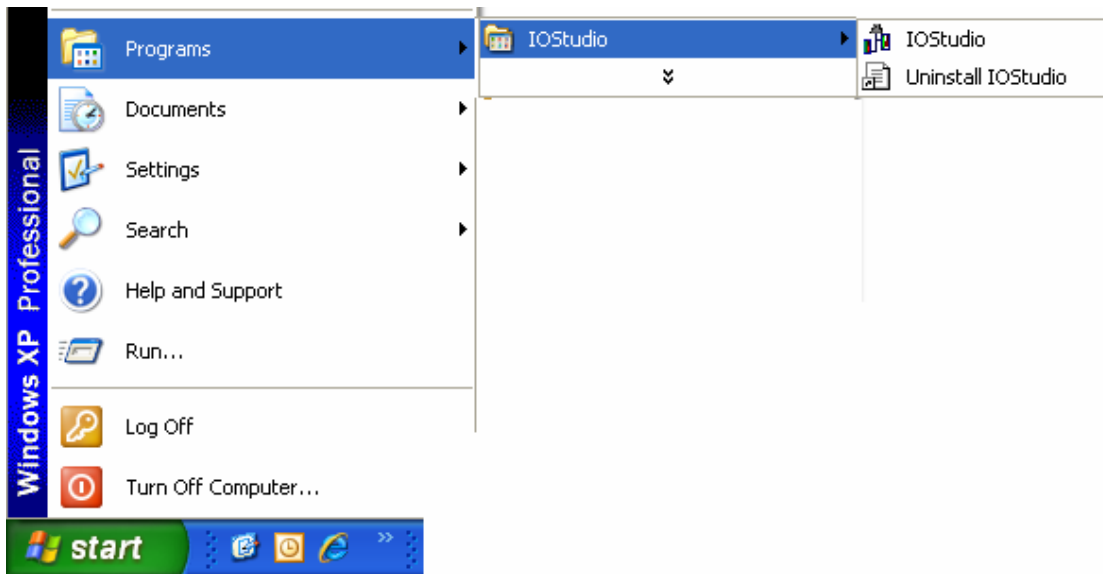 Programs
IOStudio
IOStudio
Uninstall IOStudio
Documents
Settings
Search
Help and Support
Run...
Log Off
Turn Off Computer...
Windows XP Professional
start